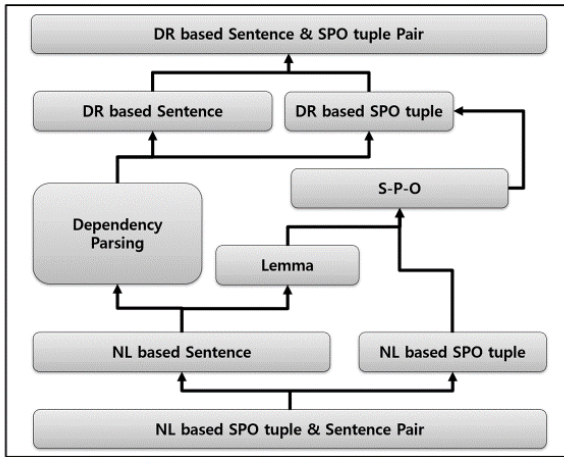 DR based Sentence & SPO tuple Pair
DR based Sentence
DR based SPO tuple
S-P-O
Dependency
Parsing
Lemma
NL based Sentence
NL based SPO tuple
NL based SPO tuple & Sentence Pair